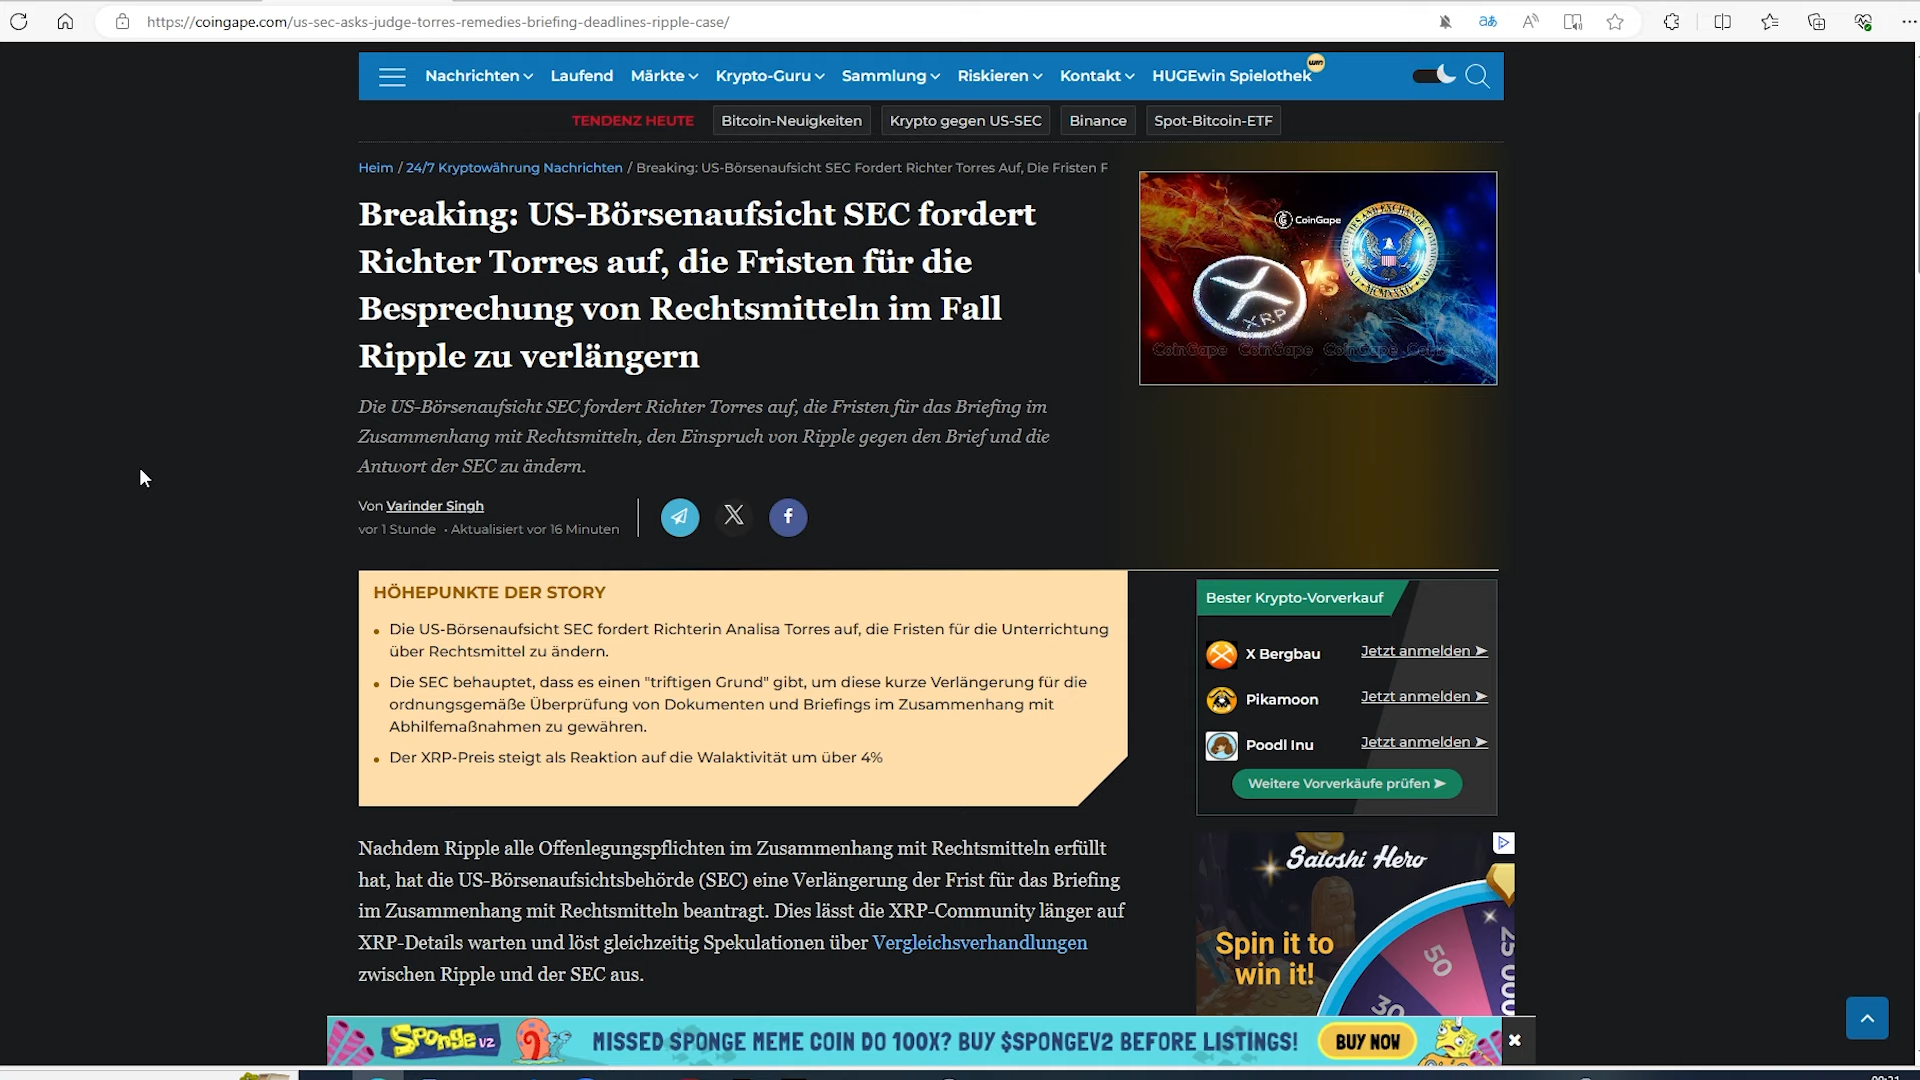 https://coingape.com/us-sec-asks-judge-torres-remedies-briefing-deadlines-ripple-case/
Nachrichten Laufend Märkte Krypto-Guru Sammlung Riskieren Kontakt HUGEwin Spielothek
TENDENZ HEUTE Bitcoin-Neuigkeiten Krypto gegen US-SEC Binance Spot-Bitcoin-ETF
Heim / 24/7 Kryptowährung Nachrichten / Breaking: US-Börsenaufsicht SEC Fordert Richter Torres Auf, Die Fristen F
Breaking: US-Börsenaufsicht SEC fordert
Richter Torres auf, die Fristen für die
Besprechung von Rechtsmitteln im Fall
Ripple zu verlängern
CoinGape
VS
XRP
CoinGape CoinGape CoinGape
Die US-Börsenaufsicht SEC fordert Richter Torres auf, die Fristen für das Briefing im
Zusammenhang mit Rechtsmitteln, den Einspruch von Ripple gegen den Brief und die
Antwort der SEC zu ändern.
Von Varinder Singh
vor 1 Stunde • Aktualisiert vor 16 Minuten
HÖHEPUNKTE DER STORY
Die US-Börsenaufsicht SEC fordert Richterin Analisa Torres auf, die Fristen für die Unterrichtung
über Rechtsmittel zu ändern.
Die SEC behauptet, dass es einen "triftigen Grund" gibt, um diese kurze Verlängerung für die
ordnungsgemäße Überprüfung von Dokumenten und Briefings im Zusammenhang mit
Abhilfemaßnahmen zu gewähren.
Der XRP-Preis steigt als Reaktion auf die Walaktivität um über 4%
Bester Krypto-Vorverkauf
X Bergbau Jetzt anmelden ➤
Pikamoon Jetzt anmelden ➤
Poodl Inu Jetzt anmelden ➤
Weitere Vorverkäufe prüfen ➤
Nachdem Ripple alle Offenlegungspflichten im Zusammenhang mit Rechtsmitteln erfüllt
hat, hat die US-Börsenaufsichtsbehörde (SEC) eine Verlängerung der Frist für das Briefing
im Zusammenhang mit Rechtsmitteln beantragt. Dies lässt die XRP-Community länger auf
XRP-Details warten und löst gleichzeitig Spekulationen über Vergleichsverhandlungen
zwischen Ripple und der SEC aus.
Satoshi Hero
Spin it to
win it!
50
30
Sponge V2 MISSED SPONGE MEME COIN DO 100X? BUY $SPONGEV2 BEFORE LISTINGS! BUY NOW